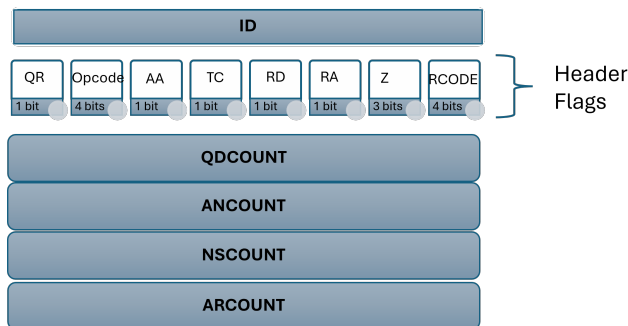 ID
QR Opcode AA TC RD RA Z RCODE
1 bit 4 bits 1 bit 1 bit 1 bit 1 bit 3 bits 4 bits
Header
Flags
QDCOUNT
ANCOUNT
NSCOUNT
ARCOUNT